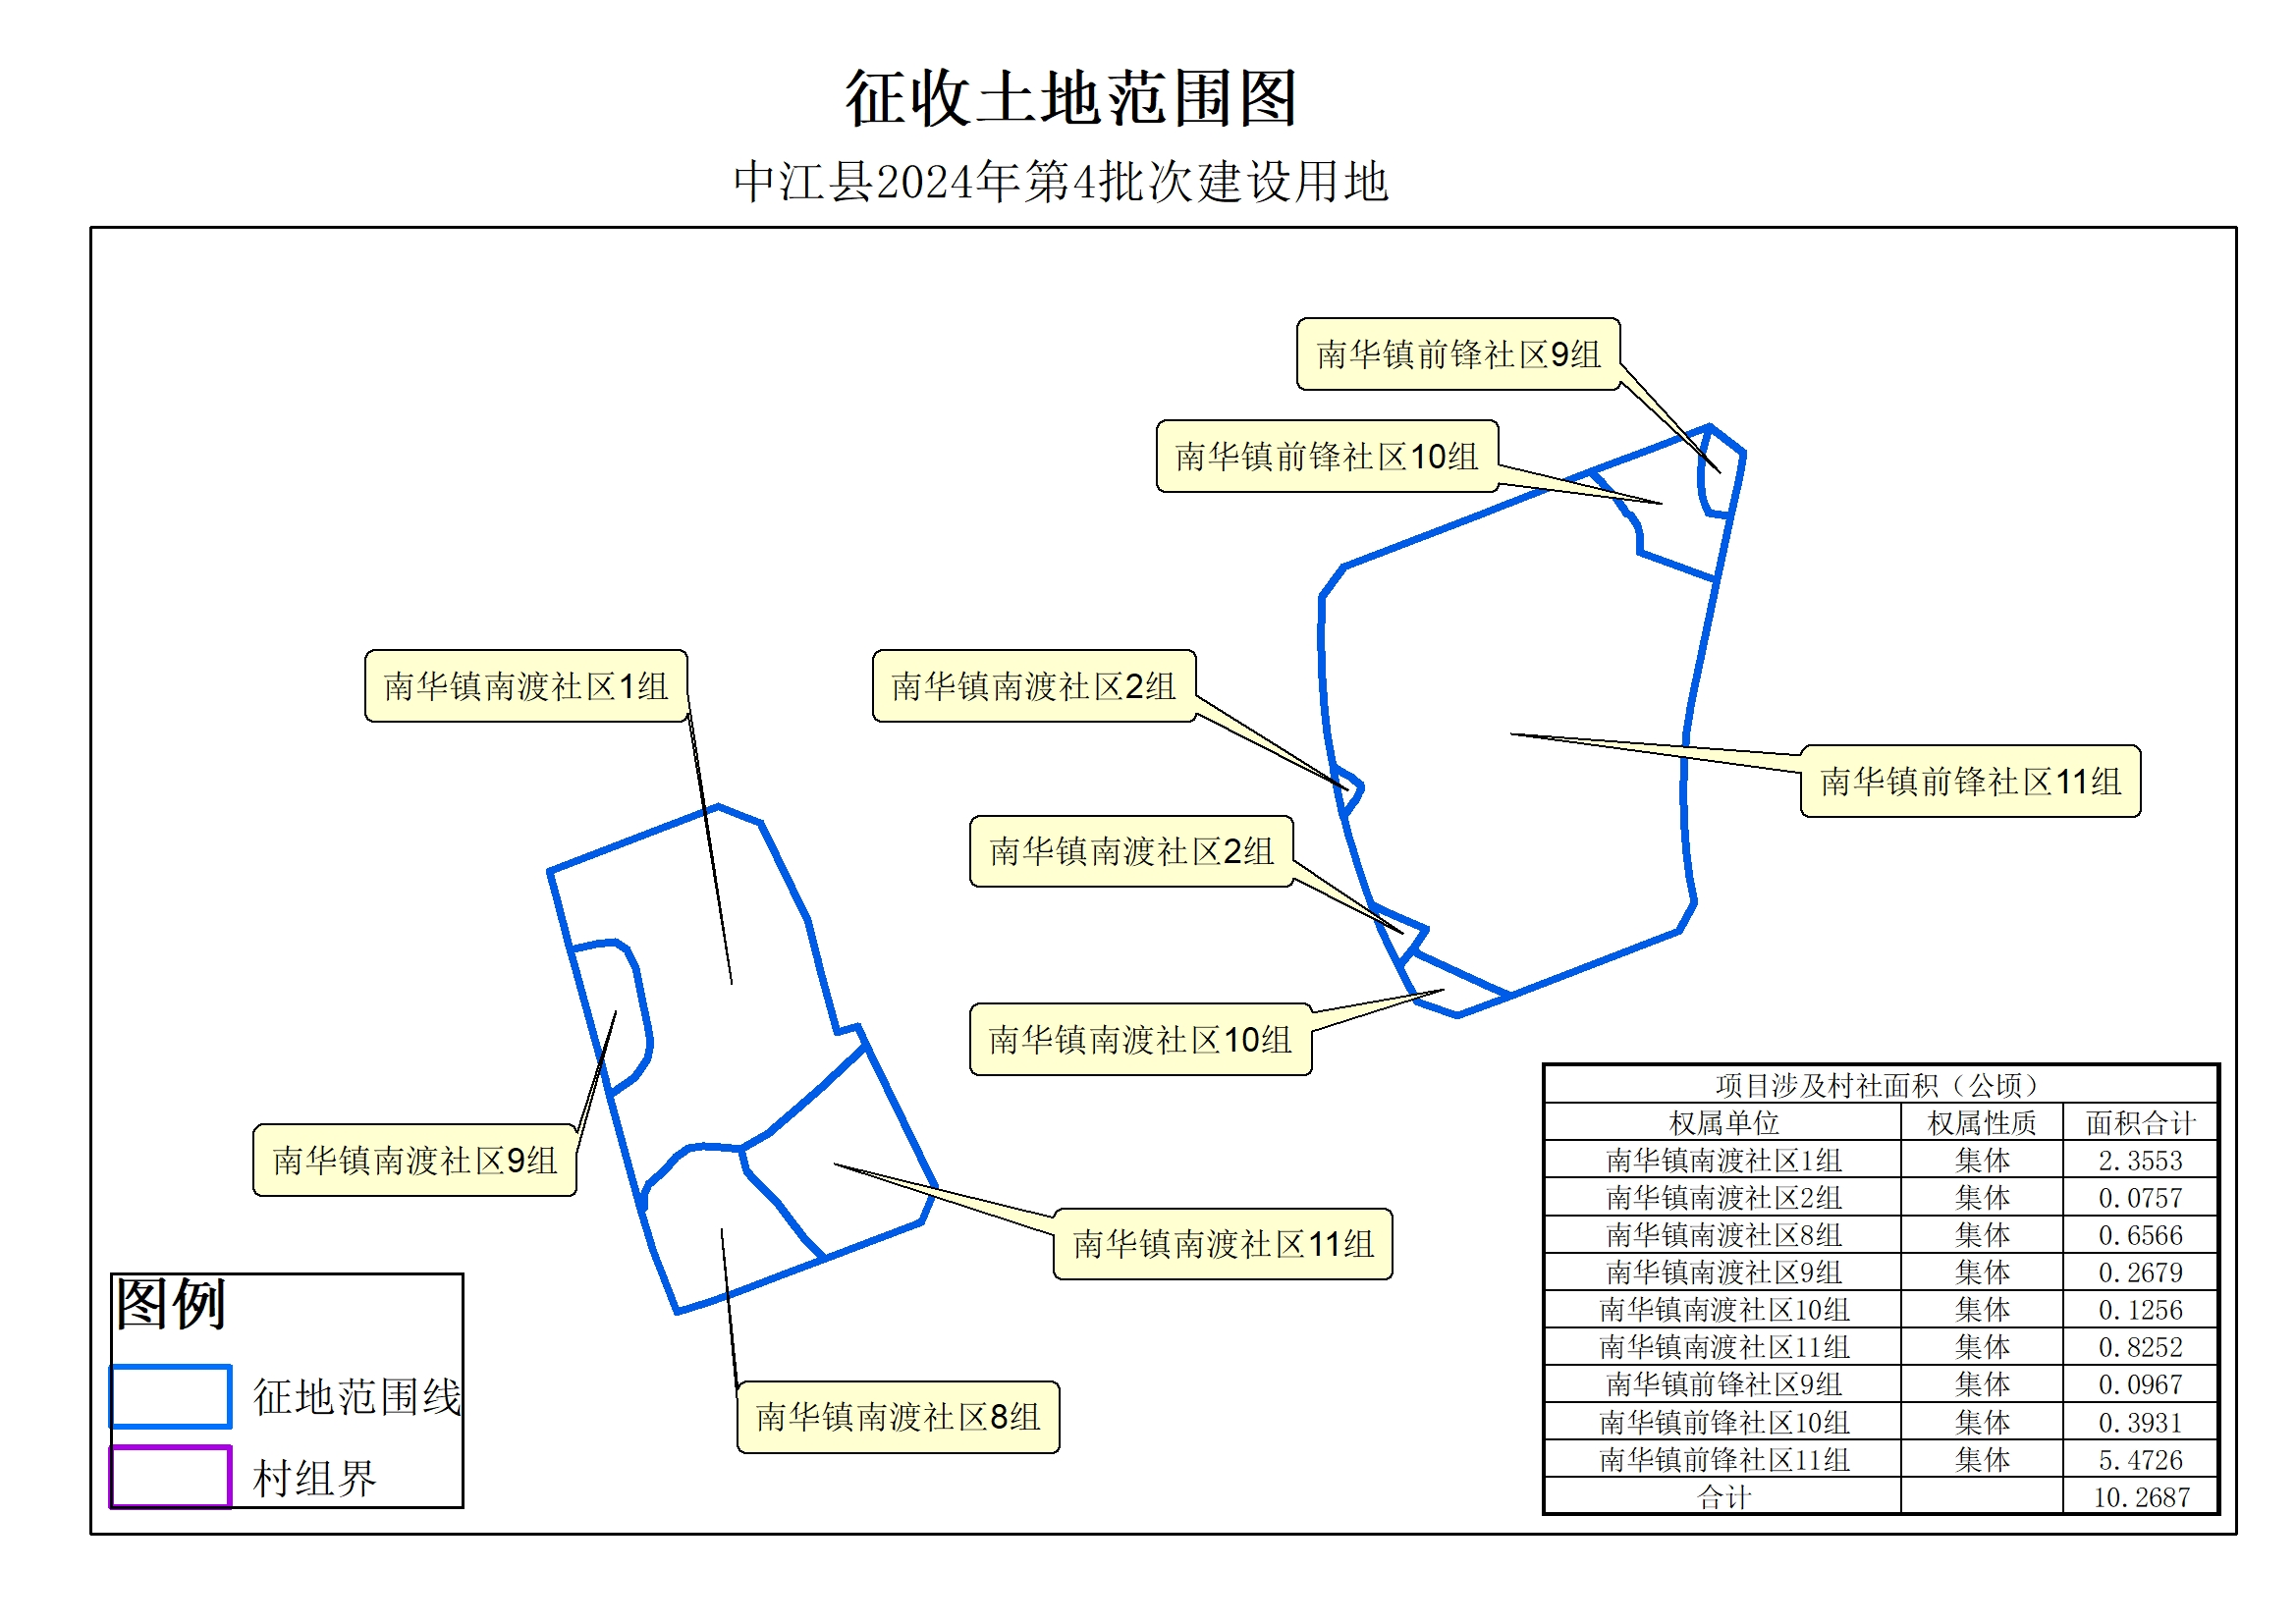 征收土地范围图
中江县2024年第4批次建设用地
南华镇前锋社区9组
南华镇前锋社区10组
南华镇南渡社区1组
南华镇南渡社区2组
南华镇前锋社区11组
南华镇南渡社区2组
南华镇南渡社区10组
南华镇南渡社区9组
南华镇南渡社区11组
南华镇南渡社区8组
图例
征地范围线
村组界
项目涉及村社面积（公顷）
权属单位 权属性质 面积合计
南华镇南渡社区1组 集体 2.3553
南华镇南渡社区2组 集体 0.0757
南华镇南渡社区8组 集体 0.6566
南华镇南渡社区9组 集体 0.2679
南华镇南渡社区10组 集体 0.1256
南华镇南渡社区11组 集体 0.8252
南华镇前锋社区9组 集体 0.0967
南华镇前锋社区10组 集体 0.3931
南华镇前锋社区11组 集体 5.4726
合计 10.2687